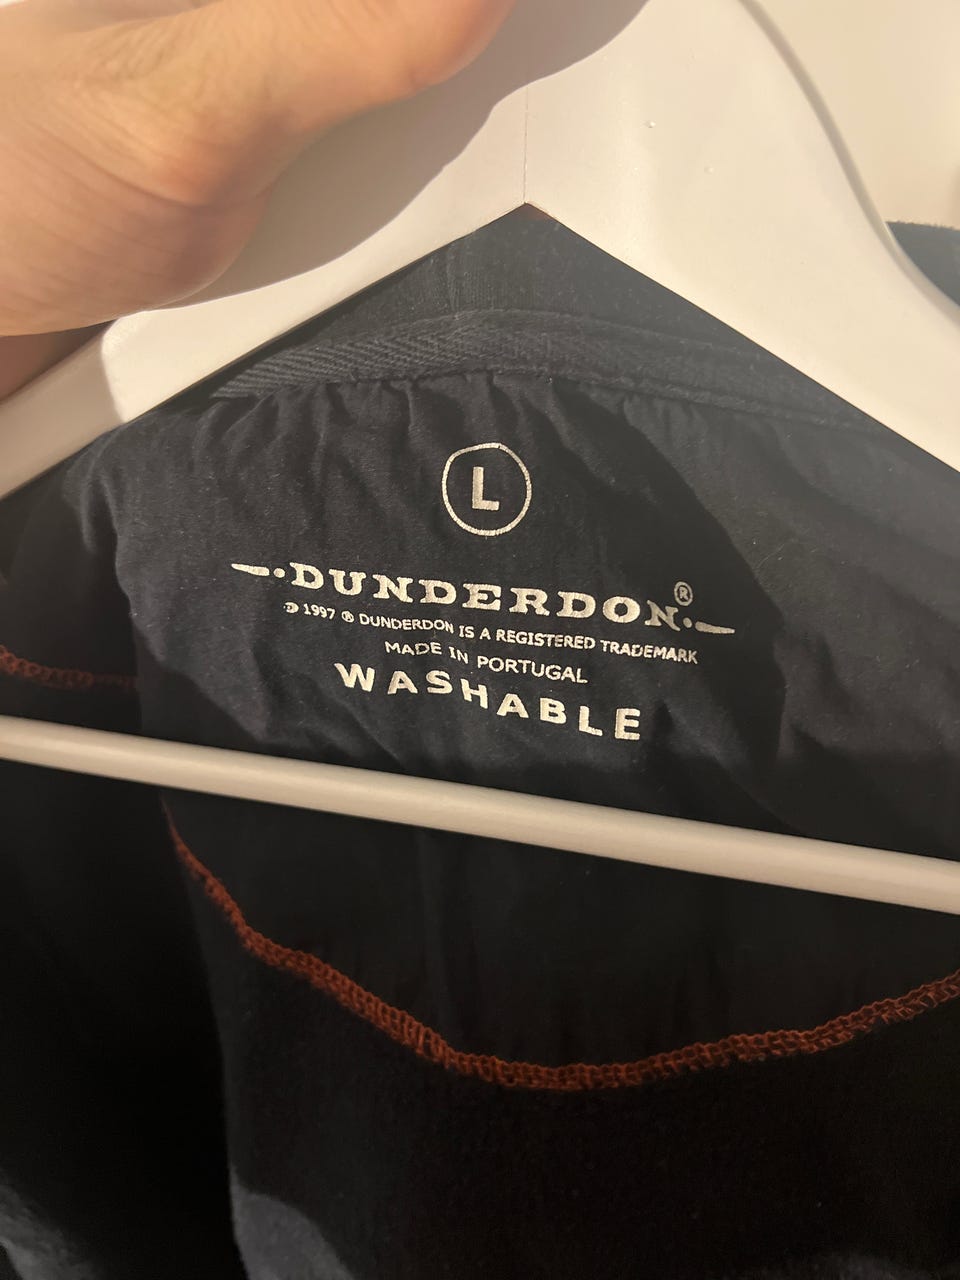 L
DUNDERDON®
℗ 1997 ® DUNDERDON IS A REGISTERED TRADEMARK
MADE IN PORTUGAL
WASHABLE